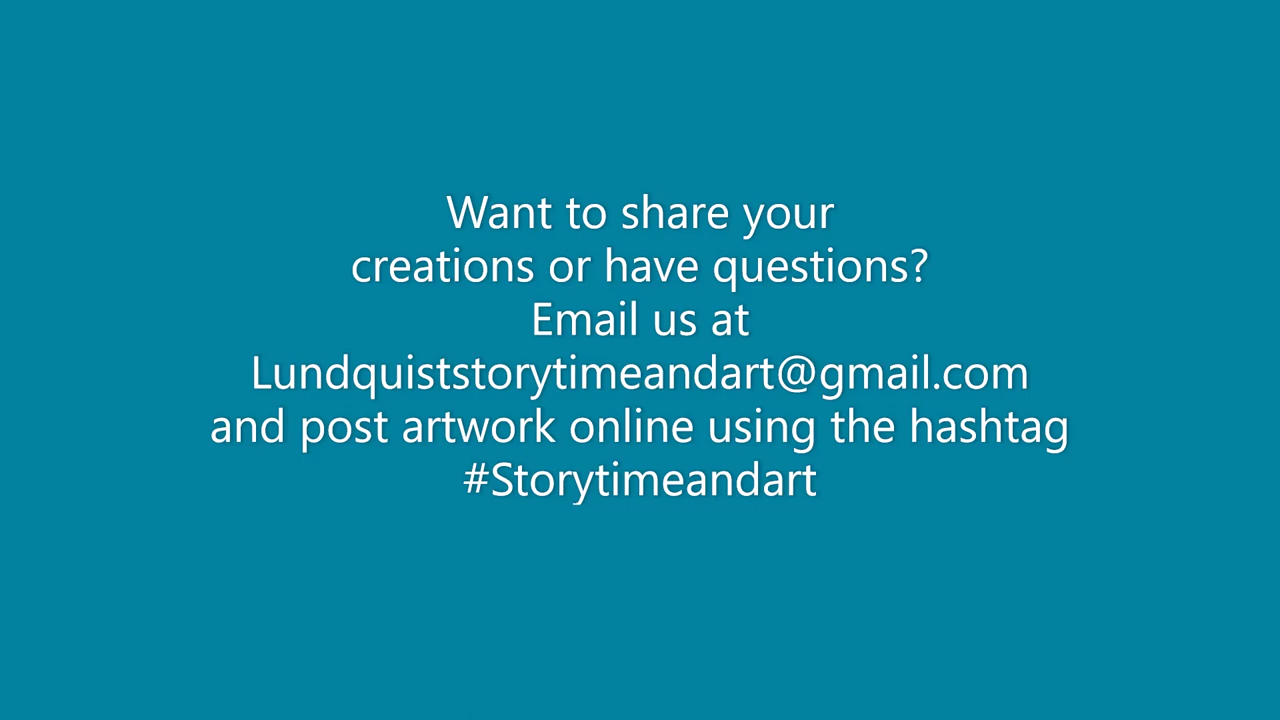 Want to share your
creations or have questions?
Email us at
Lundquiststorytimeandart@gmail.com
and post artwork online using the hashtag
#Storytimeandart